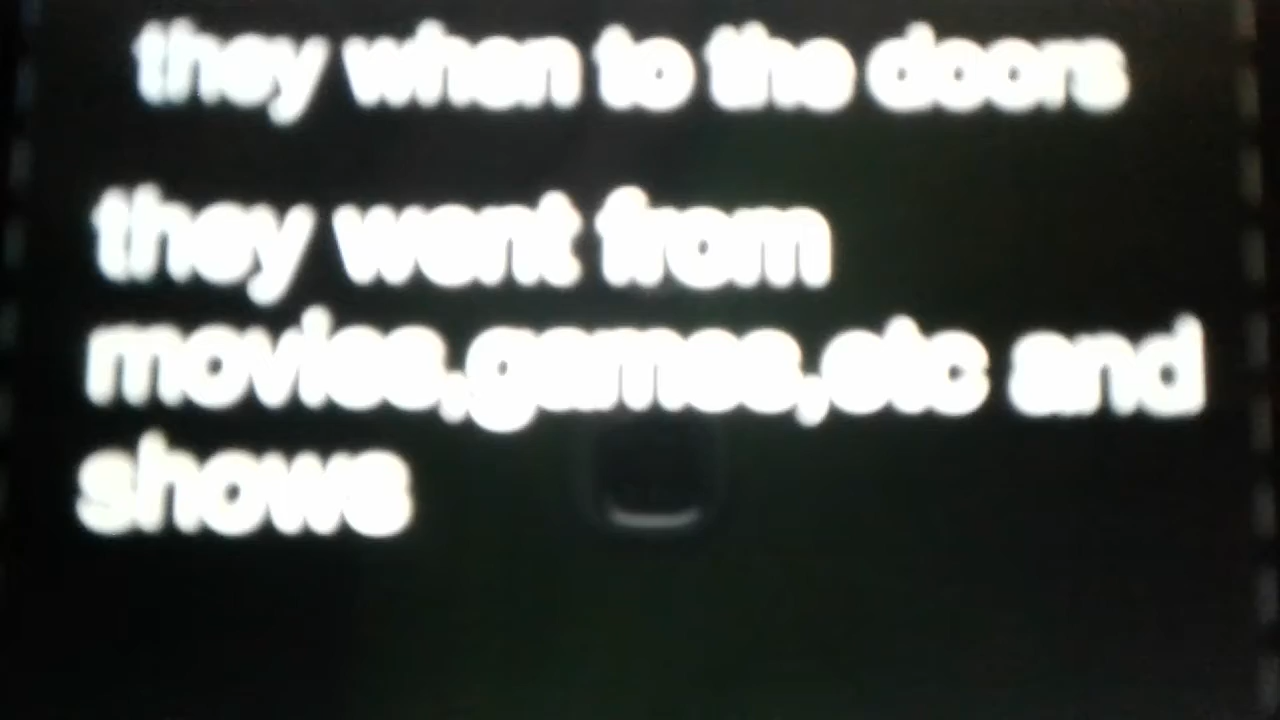 they when to the doors
they went from
movies,games,etc and
shows